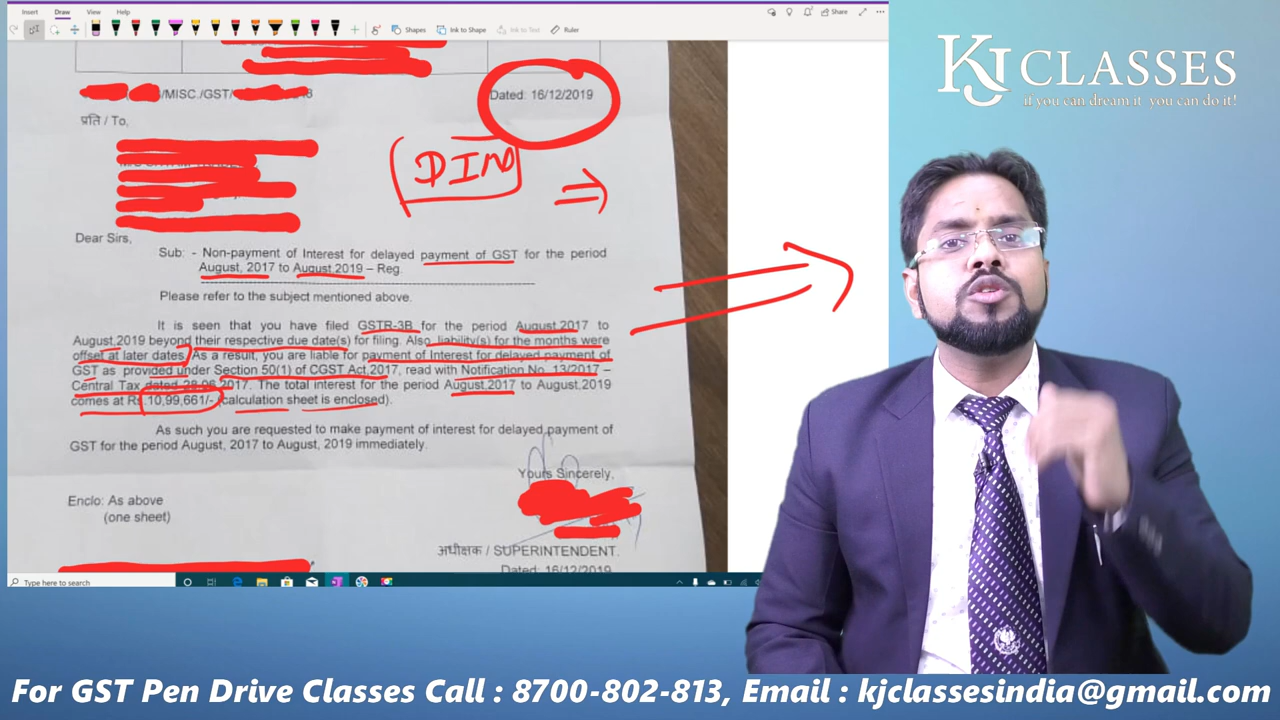 Insert Draw View Help
Share
Shapes Ink to Shape Ink to Text Ruler
KJ CLASSES
if you can dream it you can do it!
/MISC./GST/
Dated: 16/12/2019
प्रति / To,
DIN
Dear Sirs,
Sub: - Non-payment of Interest for delayed payment of GST for the period
August, 2017 to August.2019 – Reg.
Please refer to the subject mentioned above.
It is seen that you have filed GSTR-3B for the period August.2017 to
August,2019 beyond their respective due date(s) for filing. Also, liability(s) for the months were
offset at later dates. As a result, you are liable for payment of Interest for delayed payment of
GST as provided under Section 50(1) of CGST Act,2017, read with Notification No. 13/2017 –
Central Tax dated 28.06.2017. The total interest for the period August.2017 to August.2019
comes at Rs.10,99,661/- (calculation sheet is enclosed).
As such you are requested to make payment of interest for delayed payment of
GST for the period August, 2017 to August, 2019 immediately.
Yours Sincerely,
Enclo: As above
(one sheet)
अधीक्षक / SUPERINTENDENT.
Dated: 16/12/2019
Type here to search
For GST Pen Drive Classes Call : 8700-802-813, Email : kjclassesindia@gmail.com